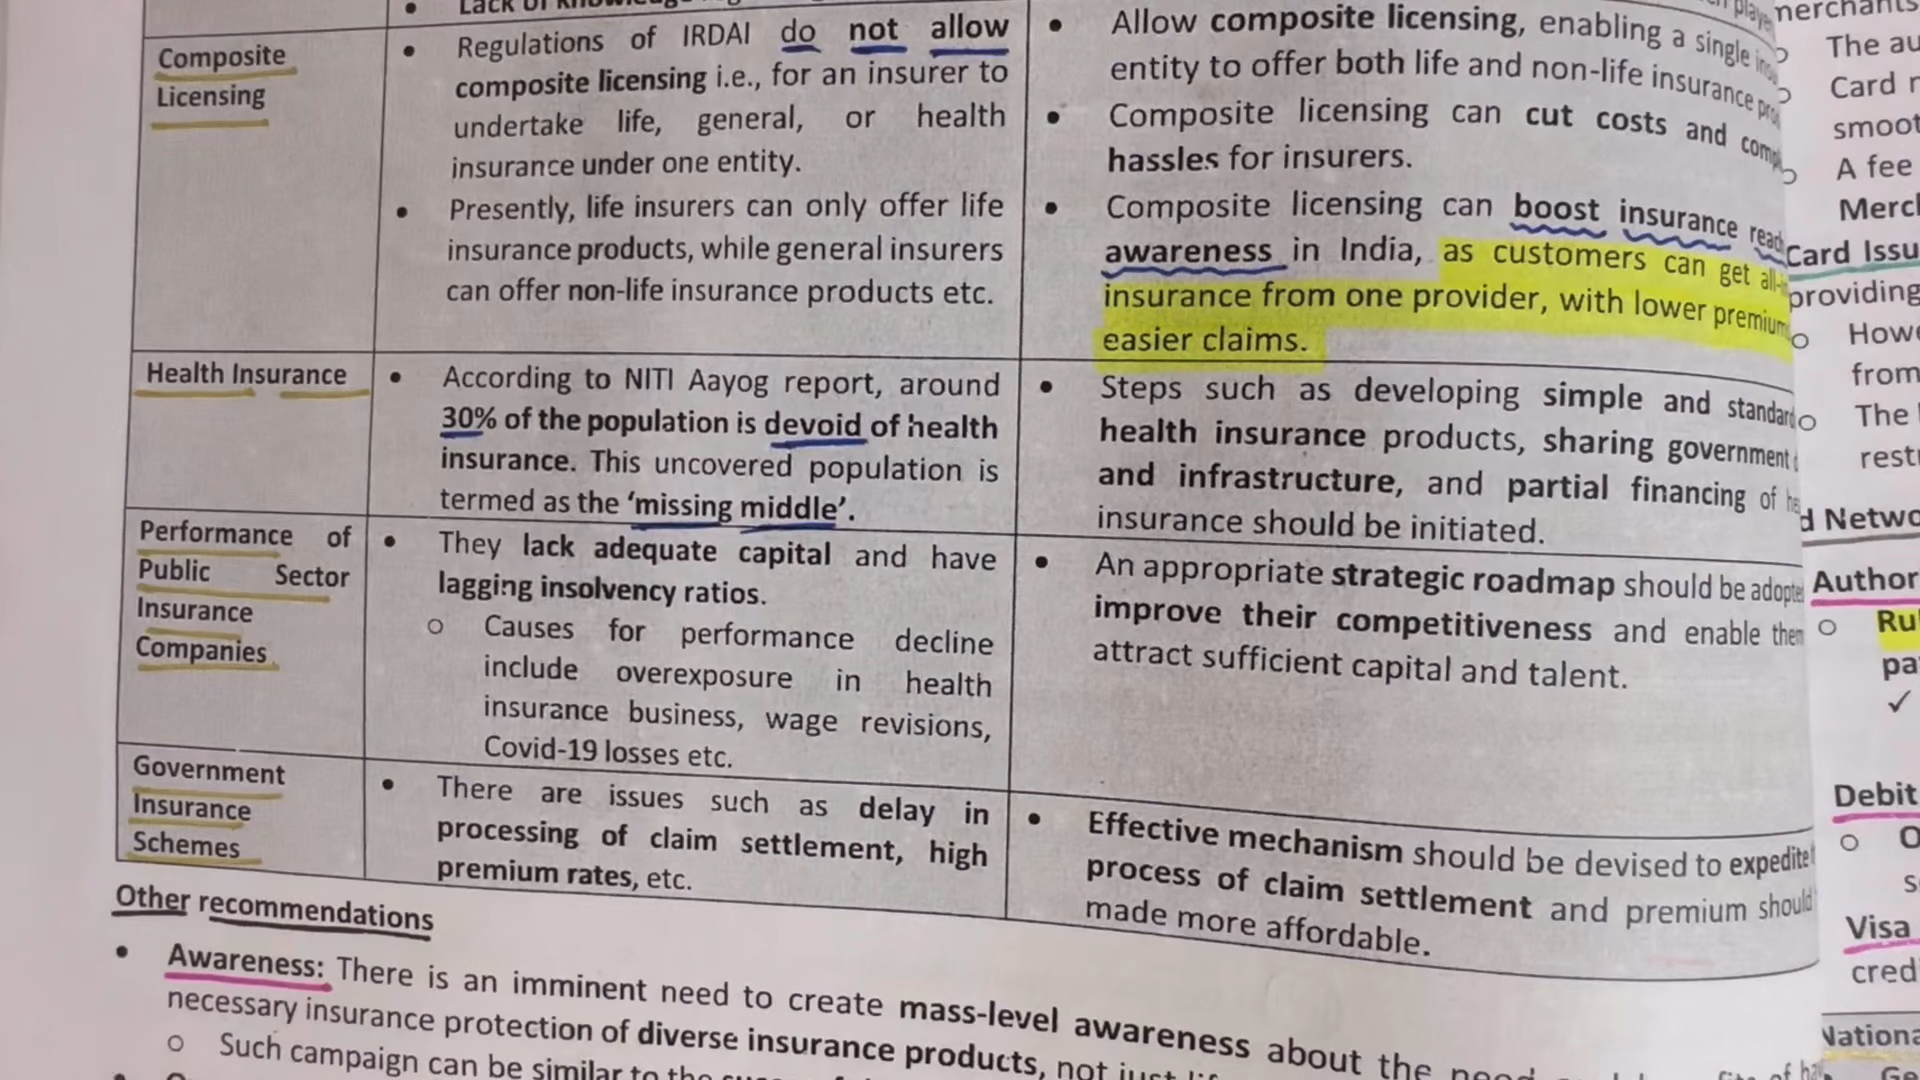 Composite
Licensing
• Regulations of IRDAI do not allow
composite licensing i.e., for an insurer to
undertake life, general, or health
insurance under one entity.
• Presently, life insurers can only offer life
insurance products, while general insurers
can offer non-life insurance products etc.
• Allow composite licensing, enabling a single
entity to offer both life and non-life insurance
• Composite licensing can cut costs and
hassles for insurers.
• Composite licensing can boost insurance
awareness in India, as customers can get
insurance from one provider, with lower premium
easier claims.
Health Insurance
• According to NITI Aayog report, around
30% of the population is devoid of health
insurance. This uncovered population is
termed as the ‘missing middle’.
• Steps such as developing simple and
health insurance products, sharing government
and infrastructure, and partial financing of
insurance should be initiated.
Performance of
Public Sector
Insurance
Companies
• They lack adequate capital and have
lagging insolvency ratios.
o Causes for performance decline
include overexposure in health
insurance business, wage revisions,
Covid-19 losses etc.
• An appropriate strategic roadmap should be
improve their competitiveness and enable
attract sufficient capital and talent.
Government
Insurance
Schemes
• There are issues such as delay in
processing of claim settlement, high
premium rates, etc.
• Effective mechanism should be devised to expedite
process of claim settlement and premium should
made more affordable.
Other recommendations
• Awareness: There is an imminent need to create mass-level awareness about the need
necessary insurance protection of diverse insurance products, not just
o Such campaign can be similar to the
merchants
The
Card
A fee
Card
providing
o
from
o The
Author
o
✓
Debit
o
Visa